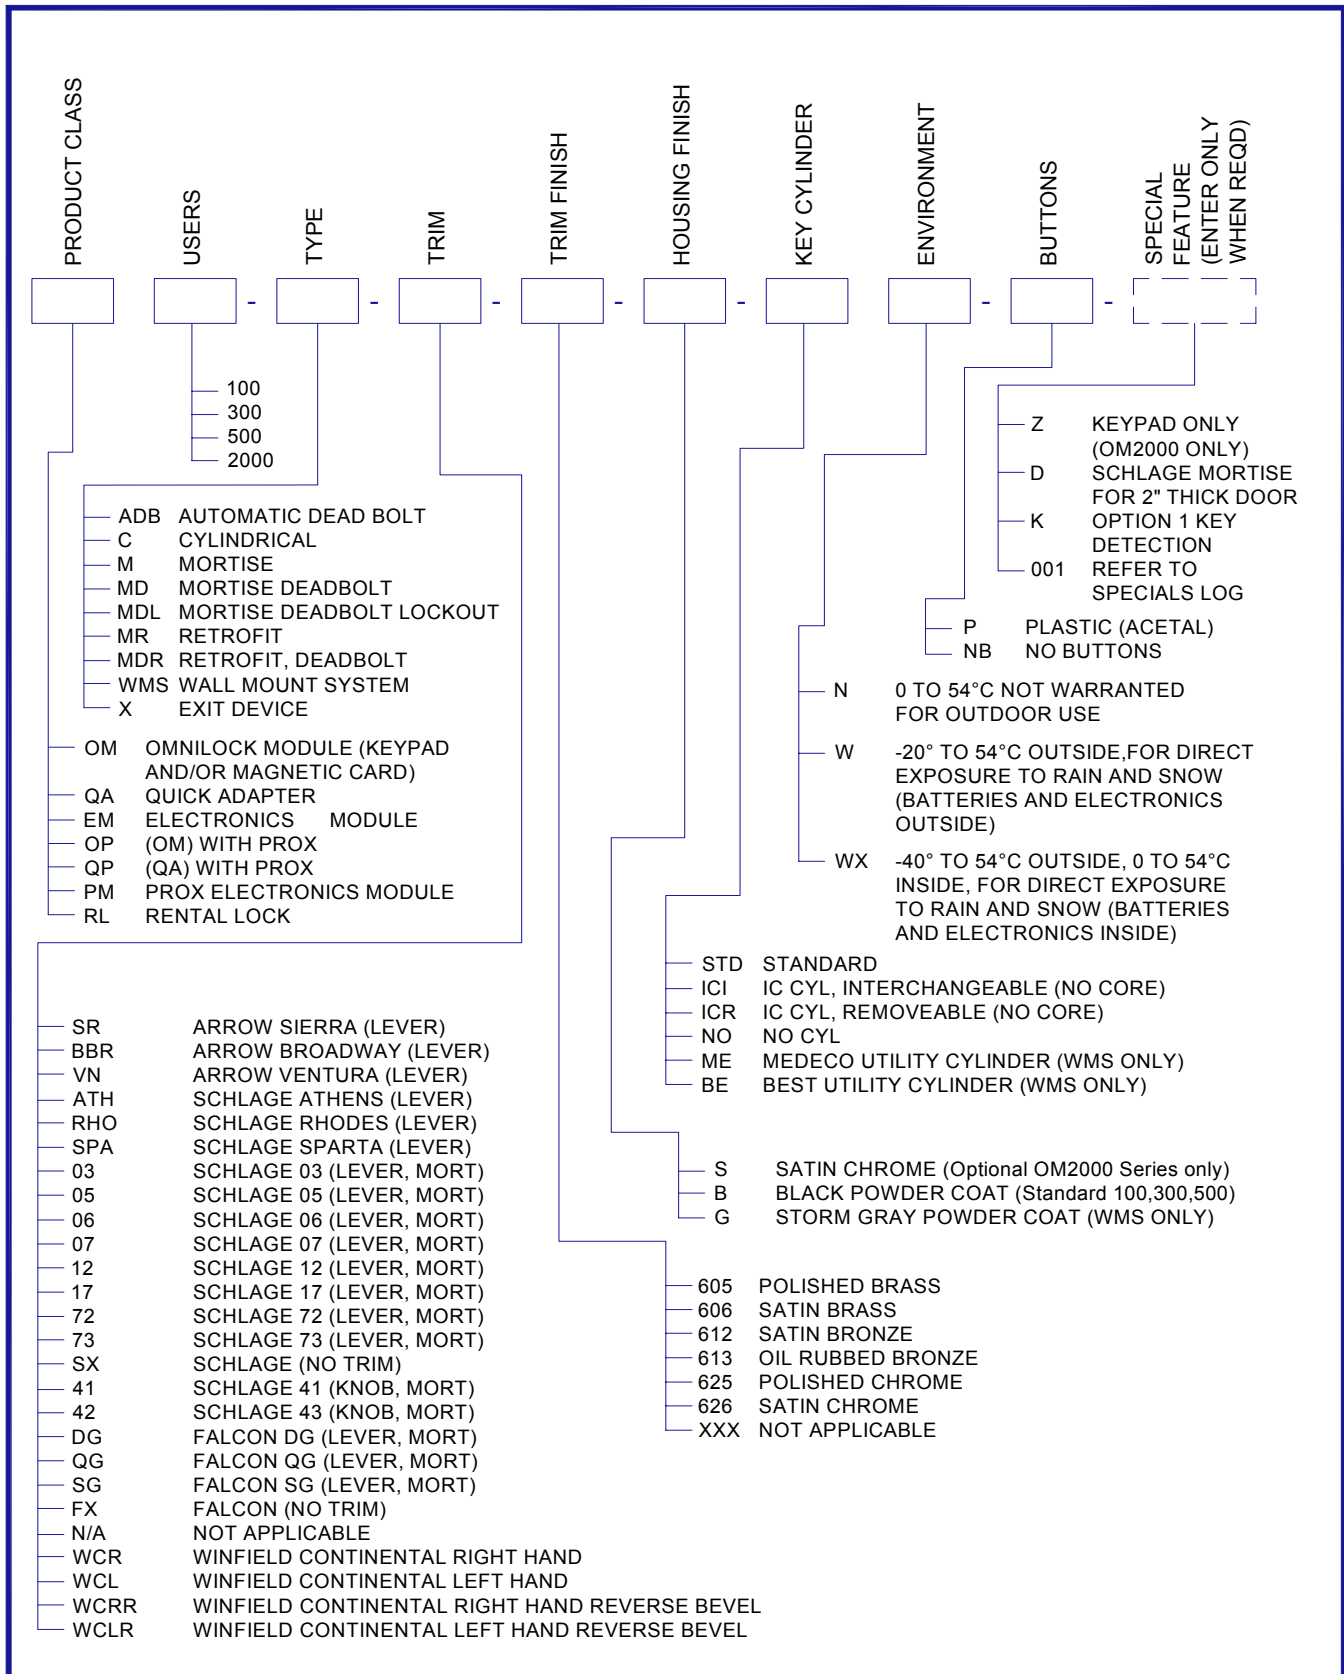 PRODUCT CLASS
USERS
TYPE
TRIM
TRIM FINISH
HOUSING FINISH
KEY CYLINDER
ENVIRONMENT
BUTTONS
SPECIAL
FEATURE
(ENTER ONLY
WHEN REQD)
- - - - - - -
100
300
500
2000
ADB AUTOMATIC DEAD BOLT
C CYLINDRICAL
M MORTISE
MD MORTISE DEADBOLT
MDL MORTISE DEADBOLT LOCKOUT
MR RETROFIT
MDR RETROFIT, DEADBOLT
WMS WALL MOUNT SYSTEM
X EXIT DEVICE
OM OMNILOCK MODULE (KEYPAD
AND/OR MAGNETIC CARD)
QA QUICK ADAPTER
EM ELECTRONICS MODULE
OP (OM) WITH PROX
QP (QA) WITH PROX
PM PROX ELECTRONICS MODULE
RL RENTAL LOCK
SR ARROW SIERRA (LEVER)
BBR ARROW BROADWAY (LEVER)
VN ARROW VENTURA (LEVER)
ATH SCHLAGE ATHENS (LEVER)
RHO SCHLAGE RHODES (LEVER)
SPA SCHLAGE SPARTA (LEVER)
03 SCHLAGE 03 (LEVER, MORT)
05 SCHLAGE 05 (LEVER, MORT)
06 SCHLAGE 06 (LEVER, MORT)
07 SCHLAGE 07 (LEVER, MORT)
12 SCHLAGE 12 (LEVER, MORT)
17 SCHLAGE 17 (LEVER, MORT)
72 SCHLAGE 72 (LEVER, MORT)
73 SCHLAGE 73 (LEVER, MORT)
SX SCHLAGE (NO TRIM)
41 SCHLAGE 41 (KNOB, MORT)
42 SCHLAGE 43 (KNOB, MORT)
DG FALCON DG (LEVER, MORT)
QG FALCON QG (LEVER, MORT)
SG FALCON SG (LEVER, MORT)
FX FALCON (NO TRIM)
N/A NOT APPLICABLE
WCR WINFIELD CONTINENTAL RIGHT HAND
WCL WINFIELD CONTINENTAL LEFT HAND
WCRR WINFIELD CONTINENTAL RIGHT HAND REVERSE BEVEL
WCLR WINFIELD CONTINENTAL LEFT HAND REVERSE BEVEL
605 POLISHED BRASS
606 SATIN BRASS
612 SATIN BRONZE
613 OIL RUBBED BRONZE
625 POLISHED CHROME
626 SATIN CHROME
XXX NOT APPLICABLE
S SATIN CHROME (Optional OM2000 Series only)
B BLACK POWDER COAT (Standard 100,300,500)
G STORM GRAY POWDER COAT (WMS ONLY)
STD STANDARD
ICI IC CYL, INTERCHANGEABLE (NO CORE)
ICR IC CYL, REMOVEABLE (NO CORE)
NO NO CYL
ME MEDECO UTILITY CYLINDER (WMS ONLY)
BE BEST UTILITY CYLINDER (WMS ONLY)
N 0 TO 54°C NOT WARRANTED
FOR OUTDOOR USE
W -20° TO 54°C OUTSIDE,FOR DIRECT
EXPOSURE TO RAIN AND SNOW
(BATTERIES AND ELECTRONICS
OUTSIDE)
WX -40° TO 54°C OUTSIDE, 0 TO 54°C
INSIDE, FOR DIRECT EXPOSURE
TO RAIN AND SNOW (BATTERIES
AND ELECTRONICS INSIDE)
P PLASTIC (ACETAL)
NB NO BUTTONS
Z KEYPAD ONLY
(OM2000 ONLY)
D SCHLAGE MORTISE
FOR 2" THICK DOOR
K OPTION 1 KEY
DETECTION
001 REFER TO
SPECIALS LOG